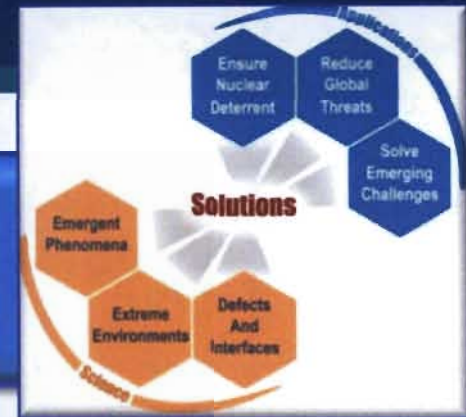 Applications
Ensure
Nuclear
Deterrent
Reduce
Global
Threats
Solve
Emerging
Challenges
Solutions
Emergent
Phenomena
Extreme
Environments
Defects
And
Interfaces
Science